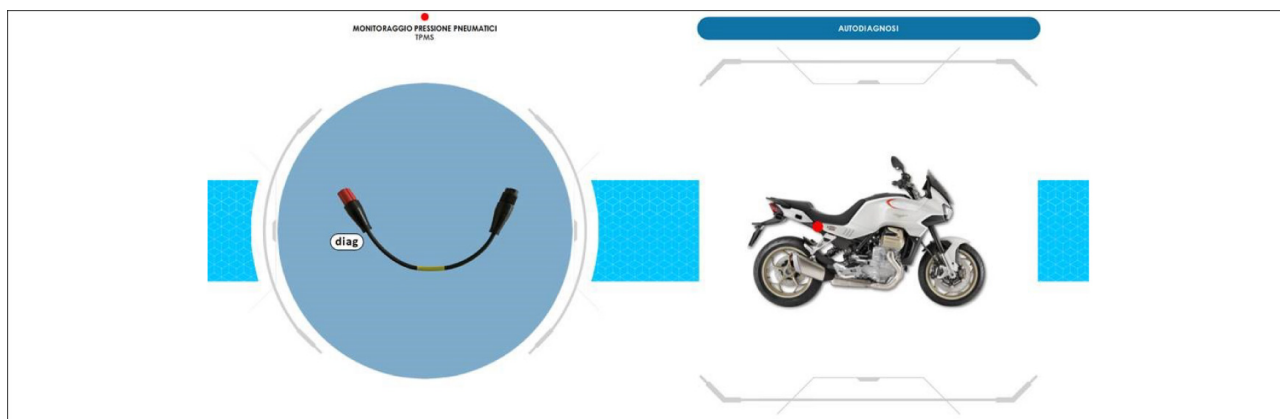 MONITORAGGIO PRESSIONE PNEUMATICI
TPMS
AUTODIAGNOSI
diag